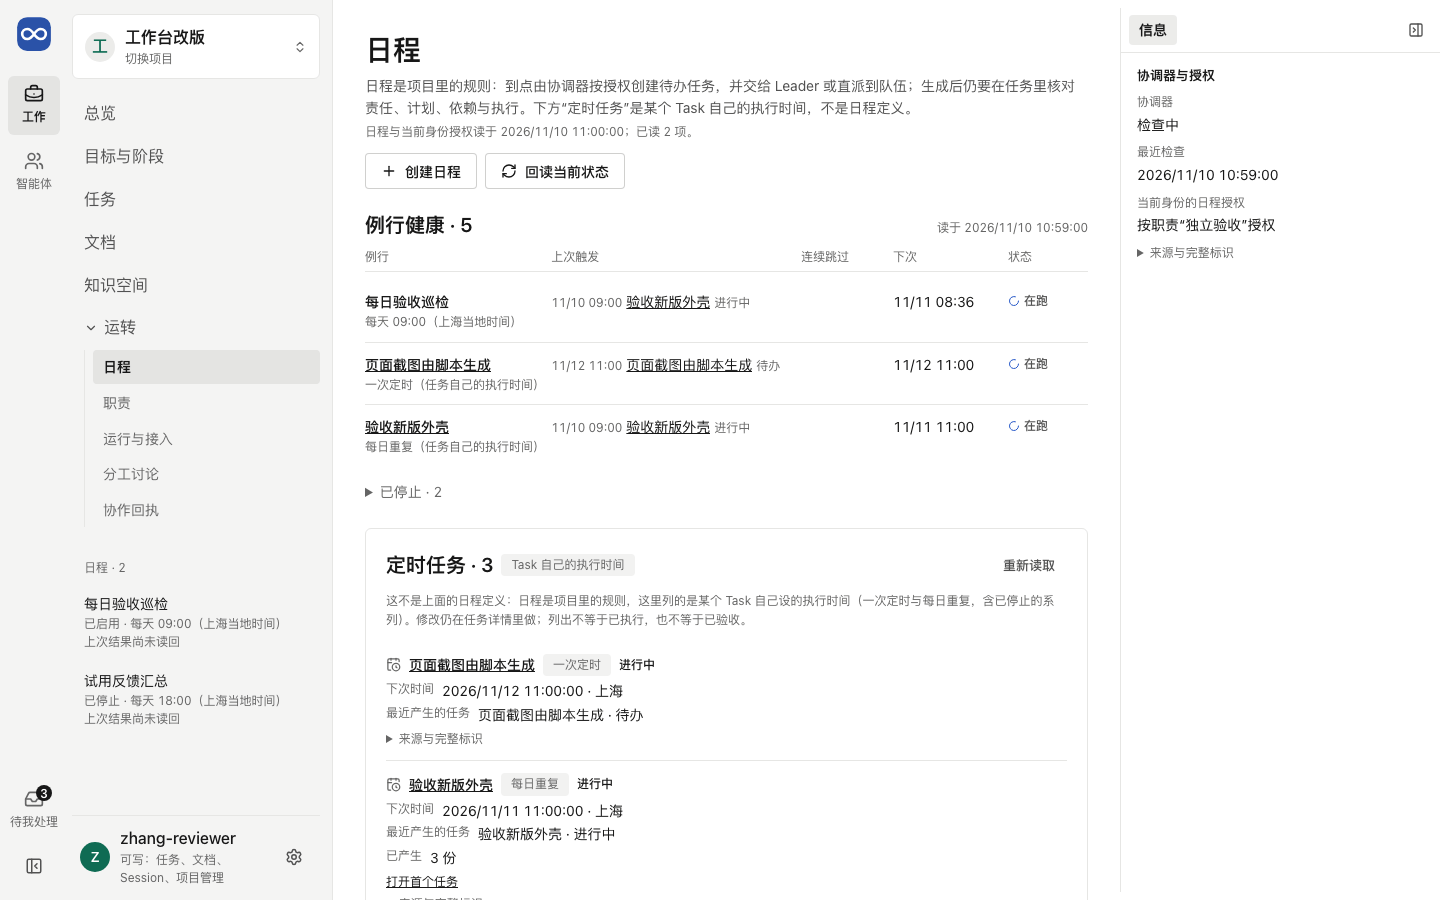 工作
智能体
3
待我处理
工
工作台改版
切换项目
总览
目标与阶段
任务
文档
知识空间
运转
日程
职责
运行与接入
分工讨论
协作回执
日程 · 2
每日验收巡检
已启用 · 每天 09:00（上海当地时间）
上次结果尚未读回
试用反馈汇总
已停止 · 每天 18:00（上海当地时间）
上次结果尚未读回
Z
zhang-reviewer
可写：任务、文档、
Session、项目管理
日程
日程是项目里的规则：到点由协调器按授权创建待办任务，并交给 Leader 或直派到队伍；生成后仍要在任务里核对
责任、计划、依赖与执行。下方“定时任务”是某个 Task 自己的执行时间，不是日程定义。
日程与当前身份授权读于 2026/11/10 11:00:00；已读 2 项。
创建日程
回读当前状态
例行健康 · 5
读于 2026/11/10 10:59:00
例行 上次触发 连续跳过 下次 状态
每日验收巡检 11/10 09:00 验收新版外壳 进行中 11/11 08:36 在跑
每天 09:00（上海当地时间）
页面截图由脚本生成 11/12 11:00 页面截图由脚本生成 待办 11/12 11:00 在跑
一次定时（任务自己的执行时间）
验收新版外壳 11/10 09:00 验收新版外壳 进行中 11/11 11:00 在跑
每日重复（任务自己的执行时间）
已停止 · 2
定时任务 · 3 Task 自己的执行时间 重新读取
这不是上面的日程定义：日程是项目里的规则，这里列的是某个 Task 自己设的执行时间（一次定时与每日重复，含已停止的系
列）。修改仍在任务详情里做；列出不等于已执行，也不等于已验收。
页面截图由脚本生成 一次定时 进行中
下次时间 2026/11/12 11:00:00 · 上海
最近产生的任务 页面截图由脚本生成 · 待办
来源与完整标识
验收新版外壳 每日重复 进行中
下次时间 2026/11/11 11:00:00 · 上海
最近产生的任务 验收新版外壳 · 进行中
已产生 3 份
打开首个任务
信息
协调器与授权
协调器
检查中
最近检查
2026/11/10 10:59:00
当前身份的日程授权
按职责“独立验收”授权
来源与完整标识